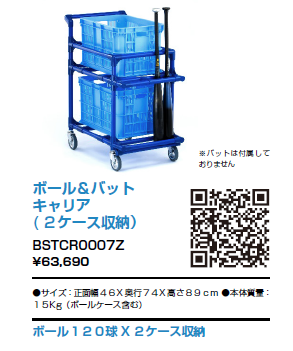 ※バットは付属して
おりません
ボール＆バット
キャリア
(２ケース収納)
BSTCR0007Z
¥63,690
●サイズ：正面幅４６Ｘ奥行７４Ｘ高さ８９ｃｍ ●本体質量：
１５Kg（ボールケース含む）
ボール１２０球Ｘ２ケース収納